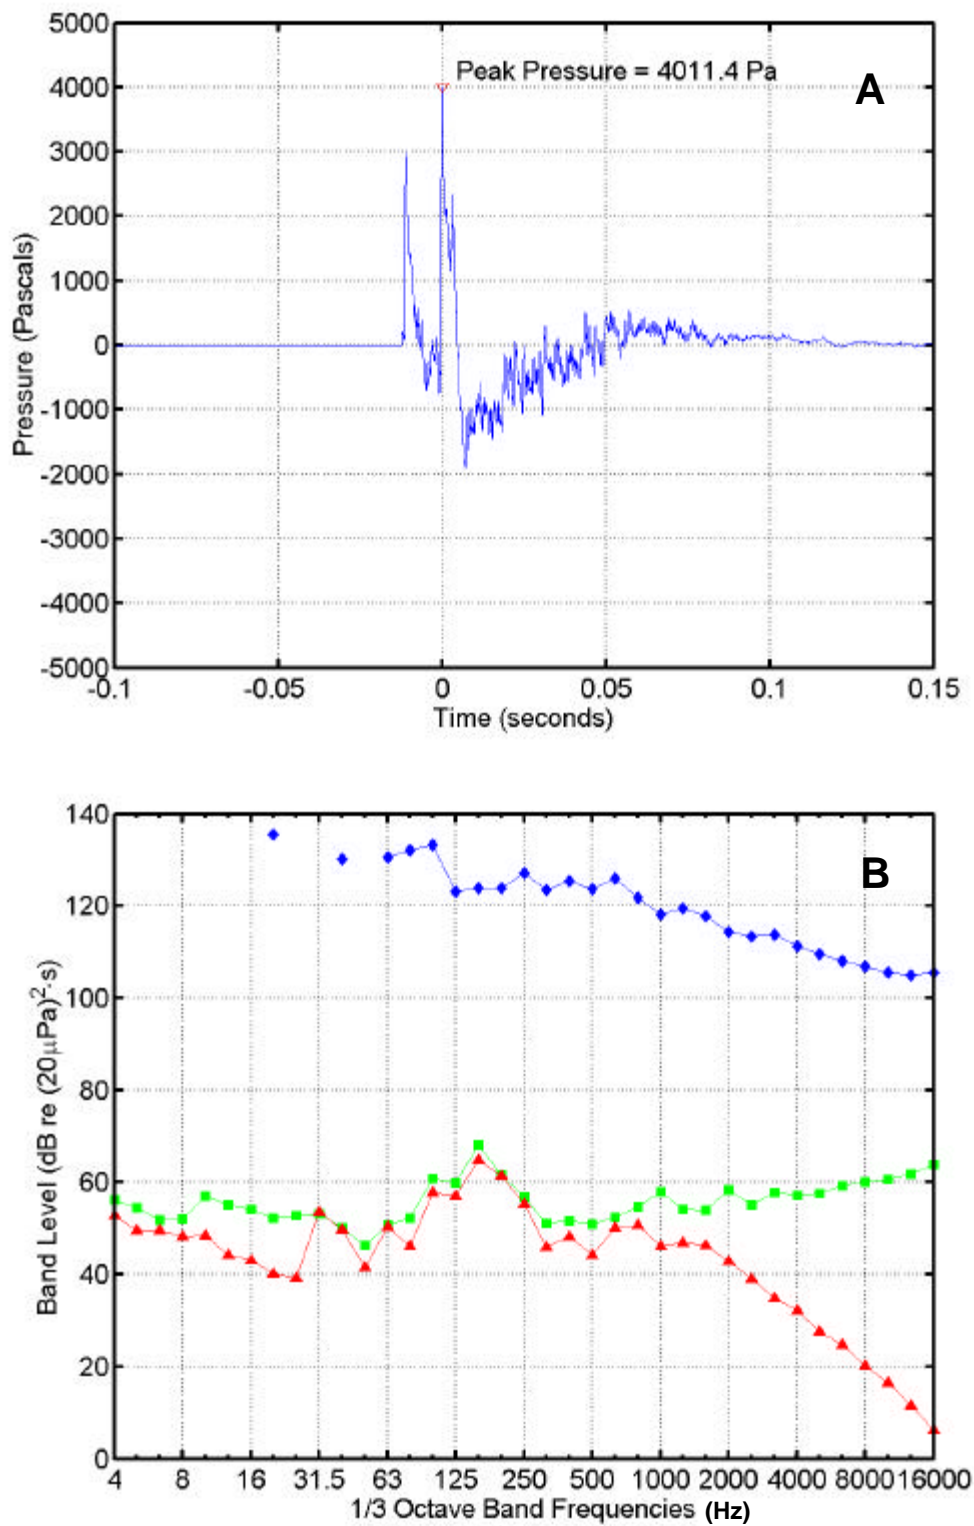 5000
Peak Pressure = 4011.4 Pa
A
4000
3000
2000
1000
0
-1000
-2000
-3000
-4000
-5000
Pressure (Pascals)
-0.1 -0.05 0 0.05 0.1 0.15
Time (seconds)
140
B
120
100
80
60
40
20
0
Band Level (dB re (20µPa)²·s)
4 8 16 31.5 63 125 250 500 1000 2000 4000 8000 16000
1/3 Octave Band Frequencies (Hz)